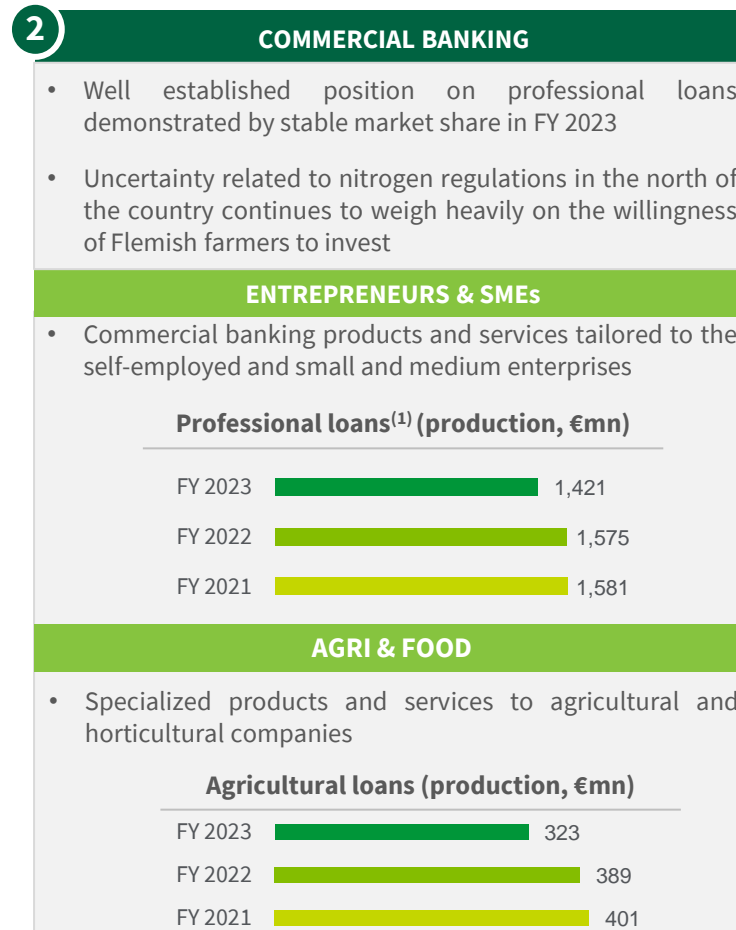 2
COMMERCIAL BANKING
• Well established position on professional loans
demonstrated by stable market share in FY 2023
• Uncertainty related to nitrogen regulations in the north of
the country continues to weigh heavily on the willingness
of Flemish farmers to invest
ENTREPRENEURS & SMEs
• Commercial banking products and services tailored to the
self-employed and small and medium enterprises
Professional loans(1) (production, €mn)
FY 2023 1,421
FY 2022 1,575
FY 2021 1,581
AGRI & FOOD
• Specialized products and services to agricultural and
horticultural companies
Agricultural loans (production, €mn)
FY 2023 323
FY 2022 389
FY 2021 401